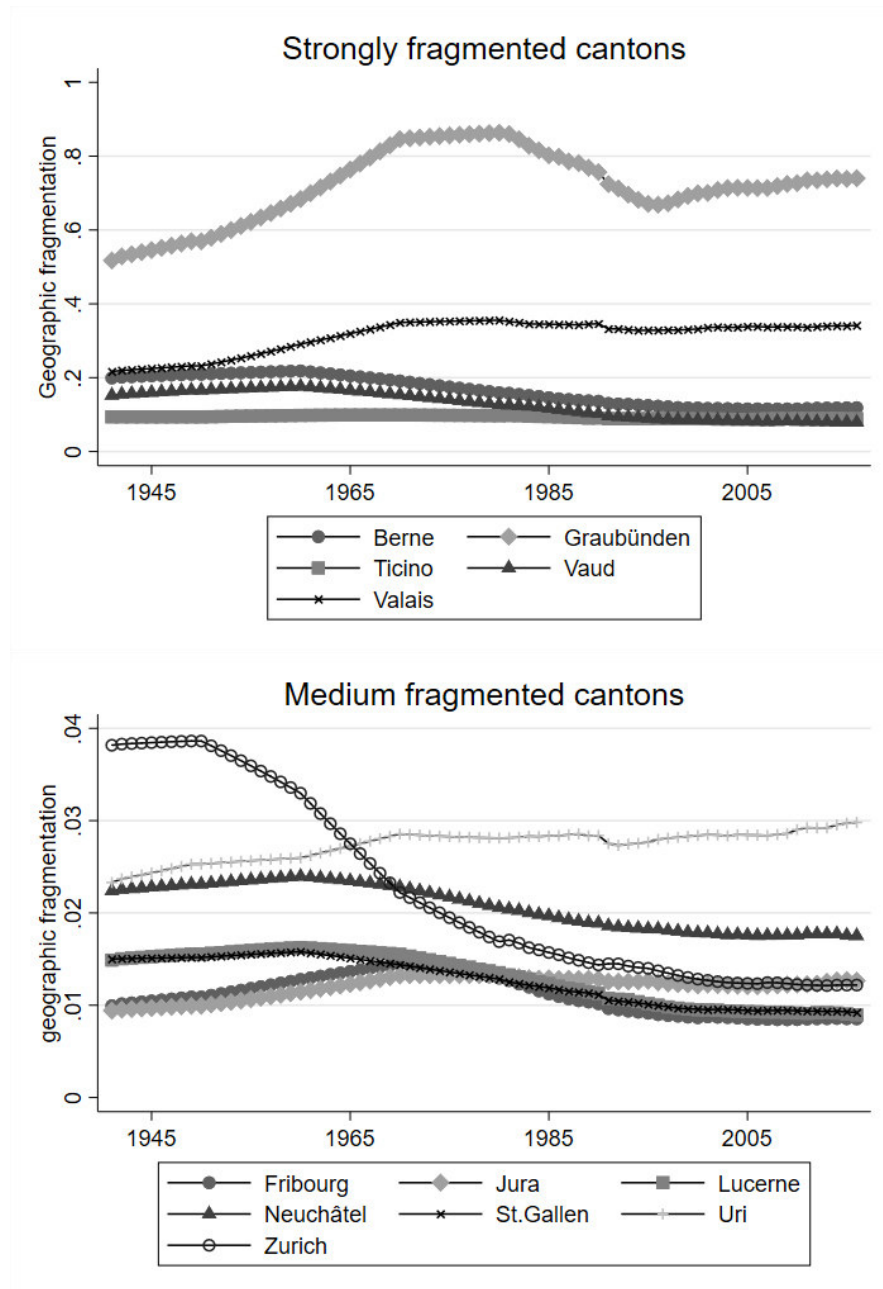 Strongly fragmented cantons
Geographic fragmentation
1
.8
.6
.4
.2
0
1945 1965 1985 2005
Berne Graubünden
Ticino Vaud
Valais
Medium fragmented cantons
geographic fragmentation
.04
.03
.02
.01
0
1945 1965 1985 2005
Fribourg Jura Lucerne
Neuchâtel St.Gallen Uri
Zurich